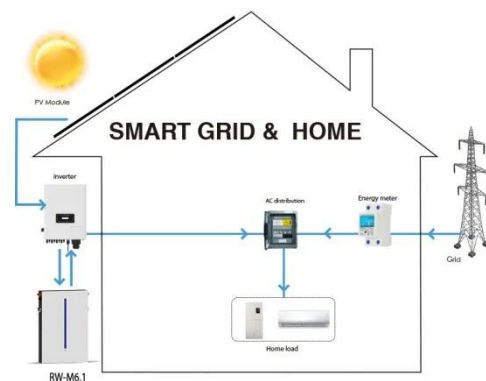 PV Module
SMART GRID & HOME
inverter
AC distribution
Energy meter
Grid
Home load
RW-M6.1